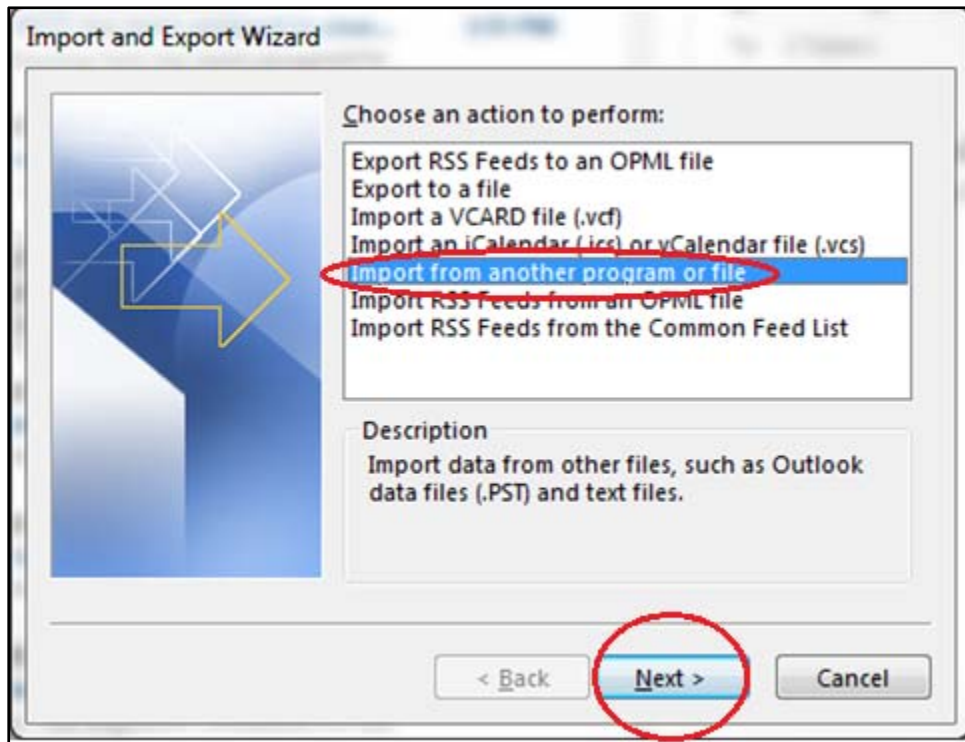 Import and Export Wizard
Choose an action to perform:
Export RSS Feeds to an OPML file
Export to a file
Import a VCARD file (.vcf)
Import an iCalendar (.ics) or vCalendar file (.vcs)
Import from another program or file
Import RSS Feeds from an OPML file
Import RSS Feeds from the Common Feed List
Description
Import data from other files, such as Outlook
data files (.PST) and text files.
< Back
Next >
Cancel